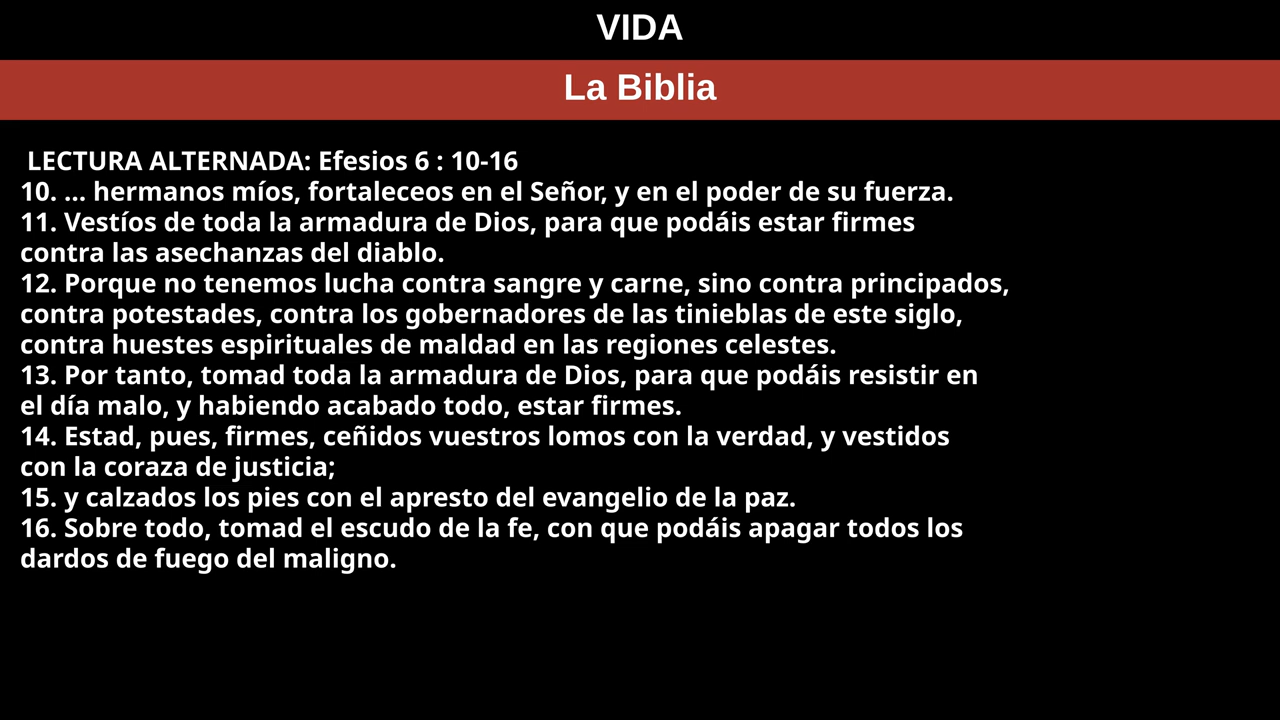 VIDA
La Biblia
LECTURA ALTERNADA: Efesios 6 : 10-16
10. ... hermanos míos, fortaleceos en el Señor, y en el poder de su fuerza.
11. Vestíos de toda la armadura de Dios, para que podáis estar firmes
contra las asechanzas del diablo.
12. Porque no tenemos lucha contra sangre y carne, sino contra principados,
contra potestades, contra los gobernadores de las tinieblas de este siglo,
contra huestes espirituales de maldad en las regiones celestes.
13. Por tanto, tomad toda la armadura de Dios, para que podáis resistir en
el día malo, y habiendo acabado todo, estar firmes.
14. Estad, pues, firmes, ceñidos vuestros lomos con la verdad, y vestidos
con la coraza de justicia;
15. y calzados los pies con el apresto del evangelio de la paz.
16. Sobre todo, tomad el escudo de la fe, con que podáis apagar todos los
dardos de fuego del maligno.